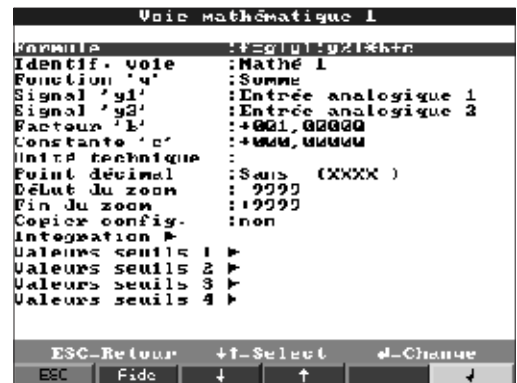 Voie mathématique 1
Formule :f=g(y1;y2)*b+c
Identif. voie :Mathé 1
Function 'g' :Somme
Signal 'y1' :Entrée analogique 1
Signal 'y2' :Entrée analogique 2
Facteur 'b' :+001,00000
Constante 'c' :+000,00000
Unité technique :
Point décimal :Sans (XXXX )
Début du zoom : 9999
Fin du zoom :+9999
Copier config. :non
Integration ►
Valeurs seuils 1 ►
Valeurs seuils 2 ►
Valeurs seuils 3 ►
Valeurs seuils 4 ►
ESC=Retour ↓↑=Select ↲=Change
ESC Aide ↓ ↑ ↲